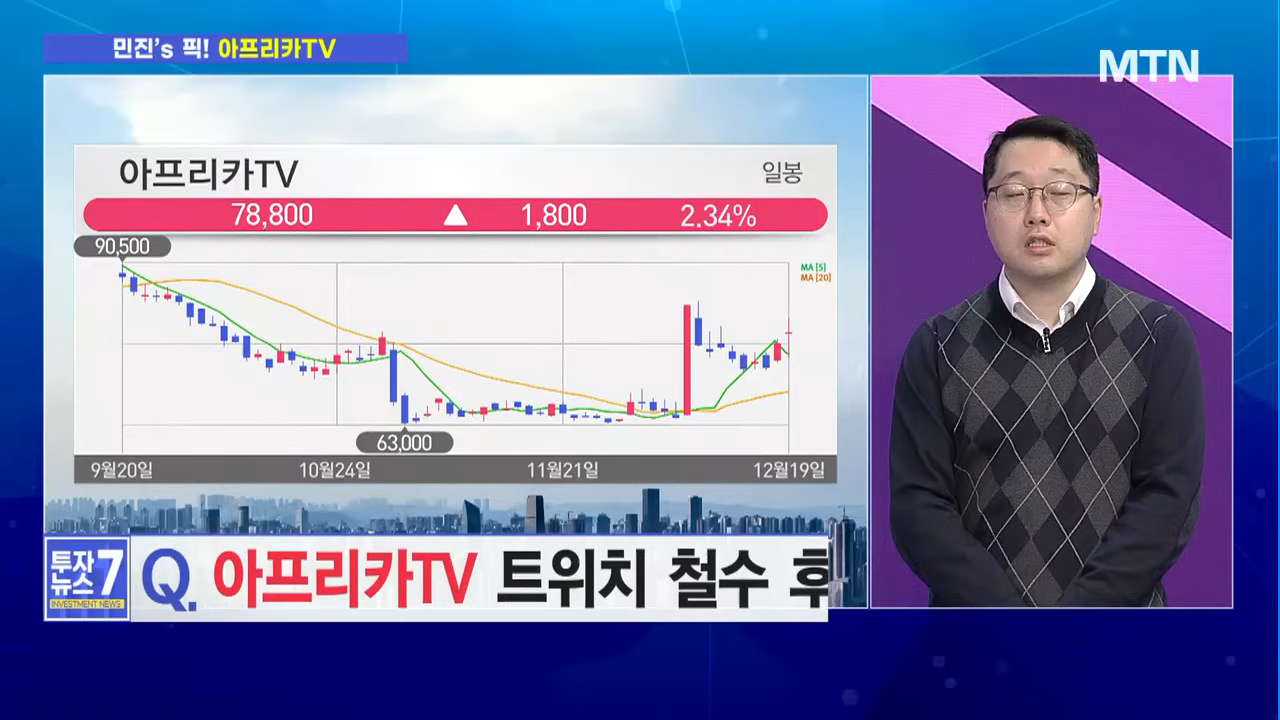 민진's 픽! 아프리카TV
MTN
아프리카TV
일봉
78,800 ▲ 1,800 2.34%
90,500
MA [5]
MA [20]
63,000
9월20일 10월24일 11월21일 12월19일
투자
뉴스7
INVESTMENT NEWS
Q. 아프리카TV 트위치 철수 후